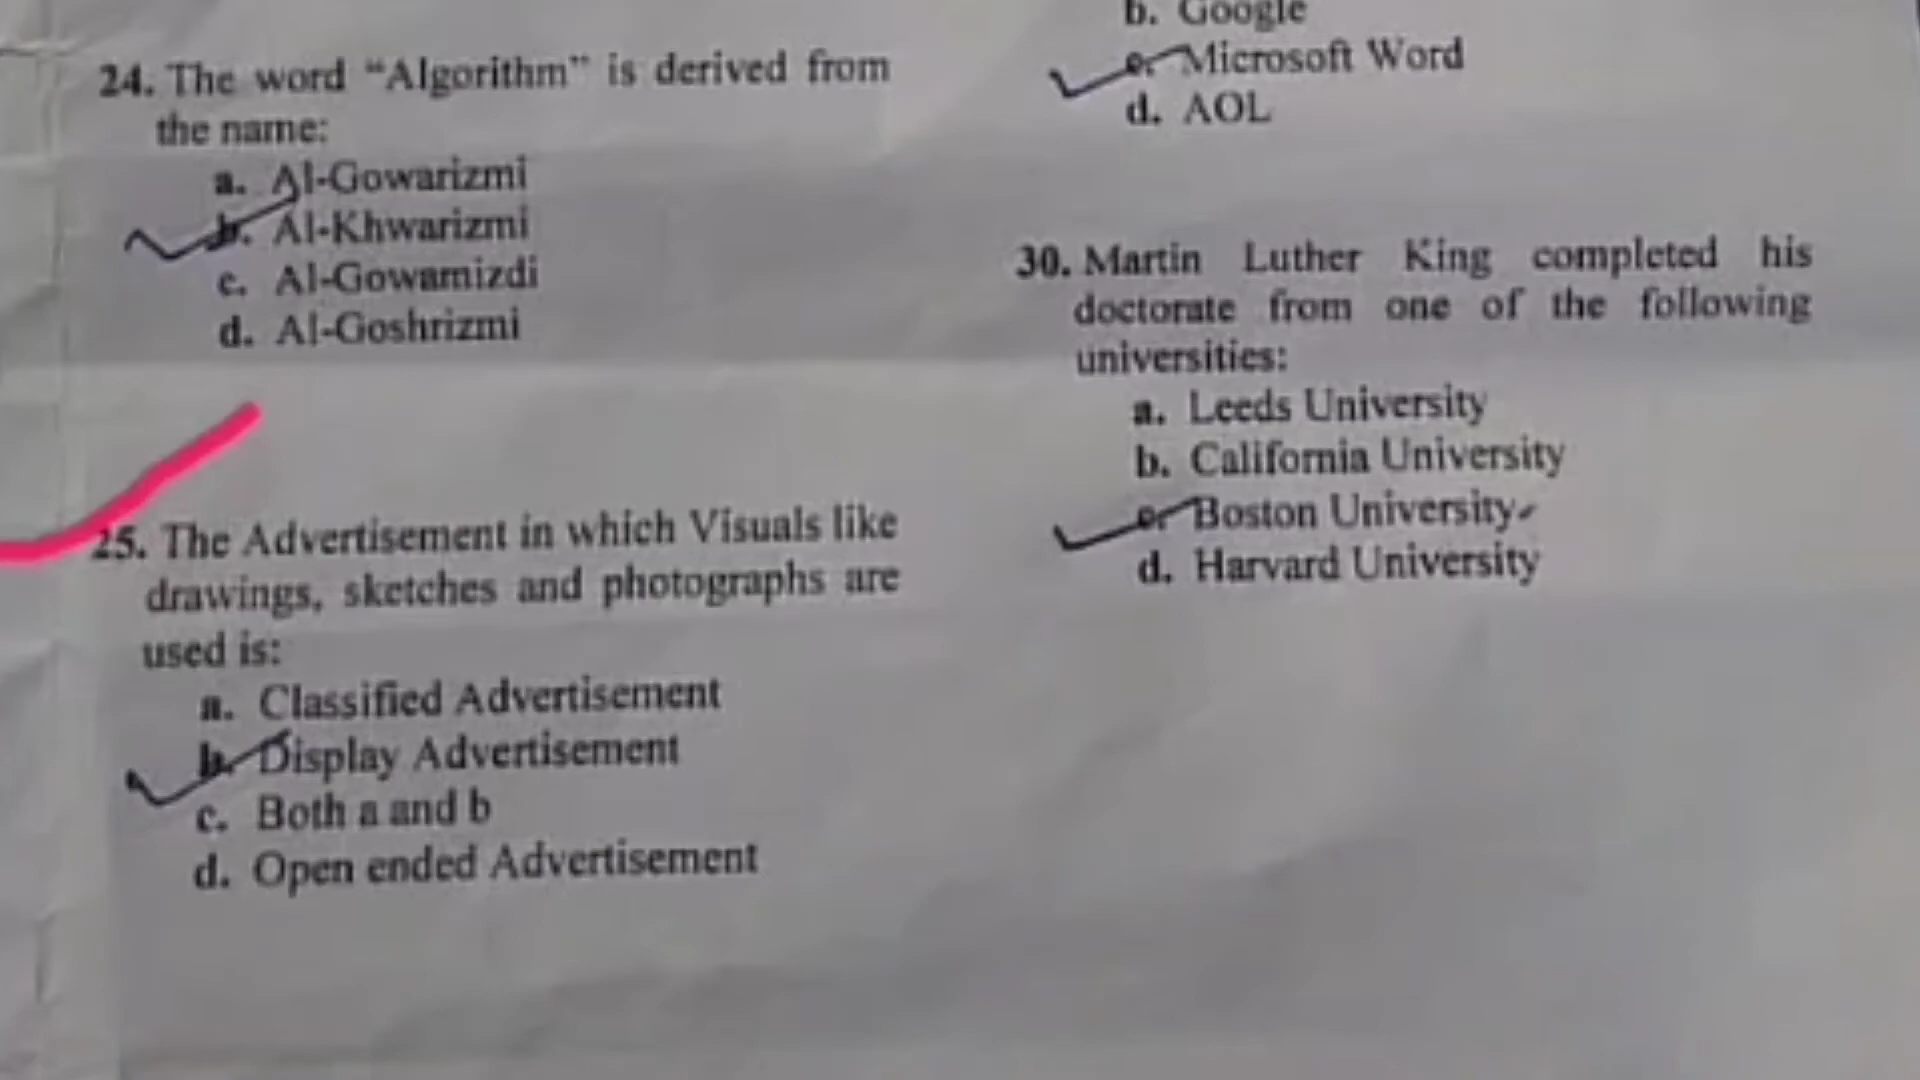 24. The word "Algorithm" is derived from
the name:
a. Al-Gowarizmi
b. Al-Khwarizmi
c. Al-Gowamizdi
d. Al-Goshrizmi
25. The Advertisement in which Visuals like
drawings, sketches and photographs are
used is:
a. Classified Advertisement
b. Display Advertisement
c. Both a and b
d. Open ended Advertisement
b. Google
c. Microsoft Word
d. AOL
30. Martin Luther King completed his
doctorate from one of the following
universities:
a. Leeds University
b. California University
c. Boston University
d. Harvard University